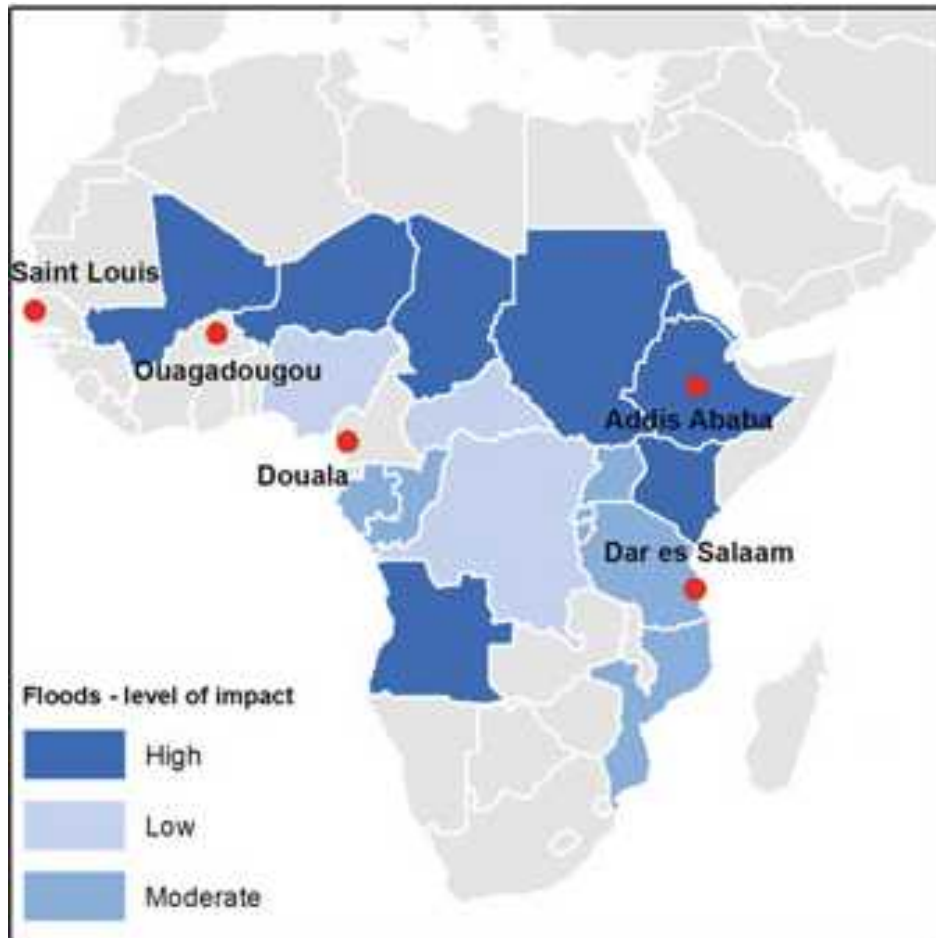 Saint Louis
Ouagadougou
Addis Ababa
Douala
Dar es Salaam
Floods - level of impact
High
Low
Moderate